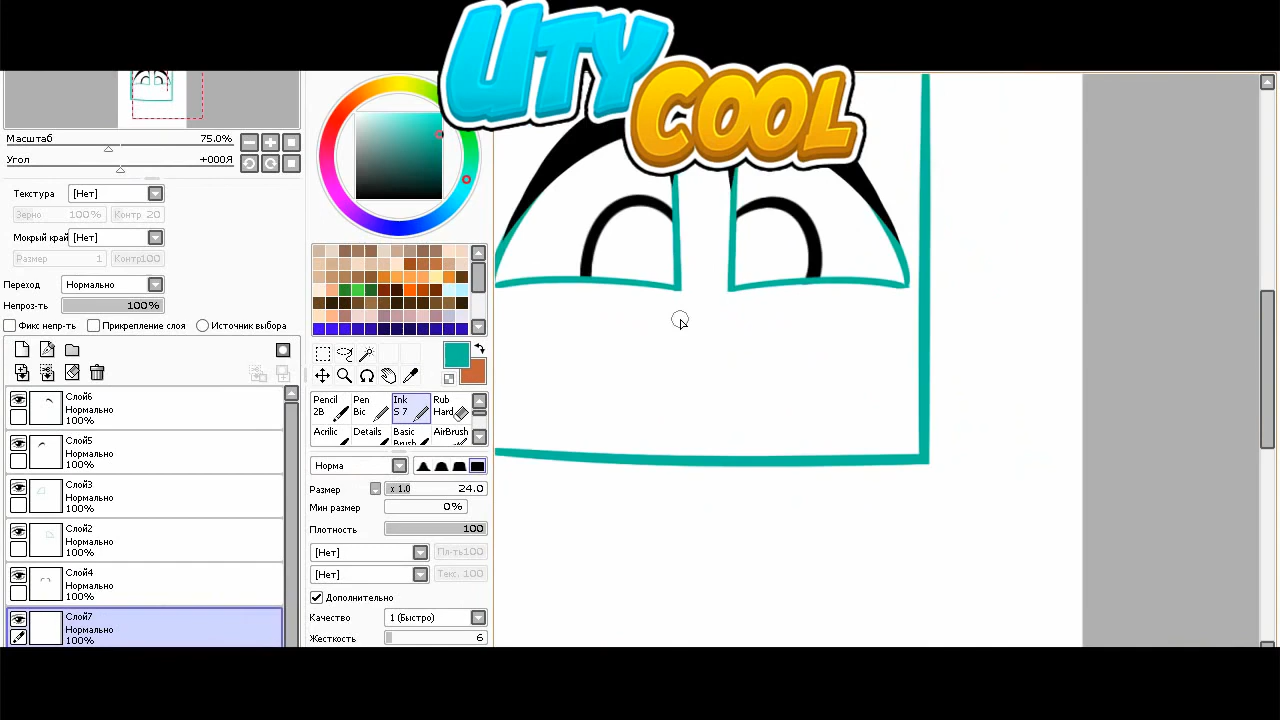 UTY
COOL
Масштаб 75.0%
Угол +000Я
Текстура [Нет]
Зерно 100% Контр 20
Мокрый край [Нет]
Размер 1 Контр100
Переход Нормально
Непроз-ть 100%
Фикс непр-ть Прикрепление слоя Источник выбора
Слой6
Нормально
100%
Слой5
Нормально
100%
Слой3
Нормально
100%
Слой2
Нормально
100%
Слой4
Нормально
100%
Слой7
Нормально
100%
Pencil Pen Ink Rub
2B Bic S 7 Hard
Acrilic Details Basic AirBrush
Brush
Норма
Размер x 1.0 24.0
Мин размер 0%
Плотность 100
[Нет] Пл-ть100
[Нет] Текс. 100
Дополнительно
Качество 1 (Быстро)
Жесткость 6